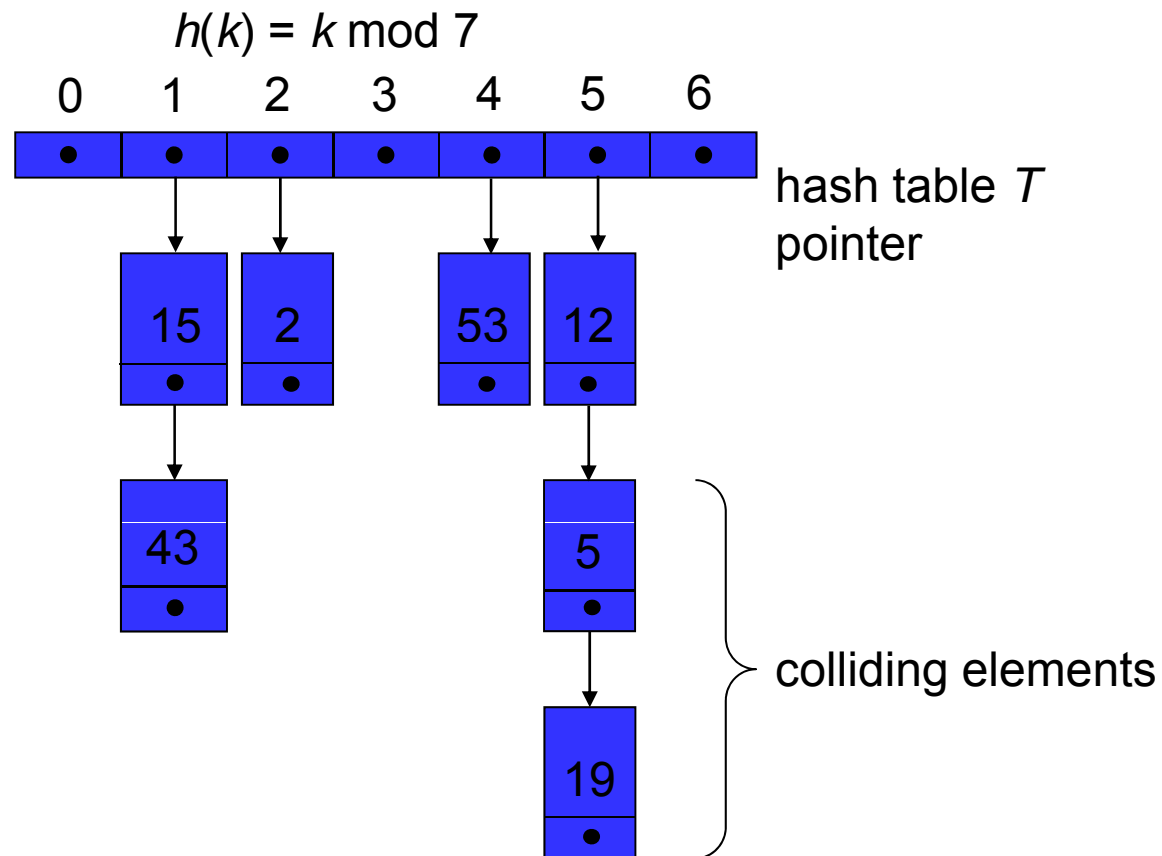 h(k) = k mod 7
0 1 2 3 4 5 6
hash table T
pointer
15 2 53 12
43 5
colliding elements
19